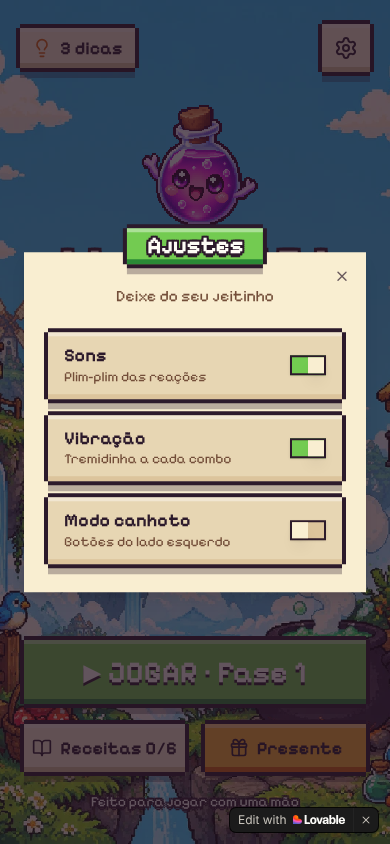 3 dicas
Ajustes
Deixe do seu jeitinho
Sons
Plim-plim das reações
Vibração
Tremidinha a cada combo
Modo canhoto
Botões do lado esquerdo
▶ JOGAR · Fase 1
Receitas 0/6
Presente
Feito para jogar com uma mão
Edit with Lovable